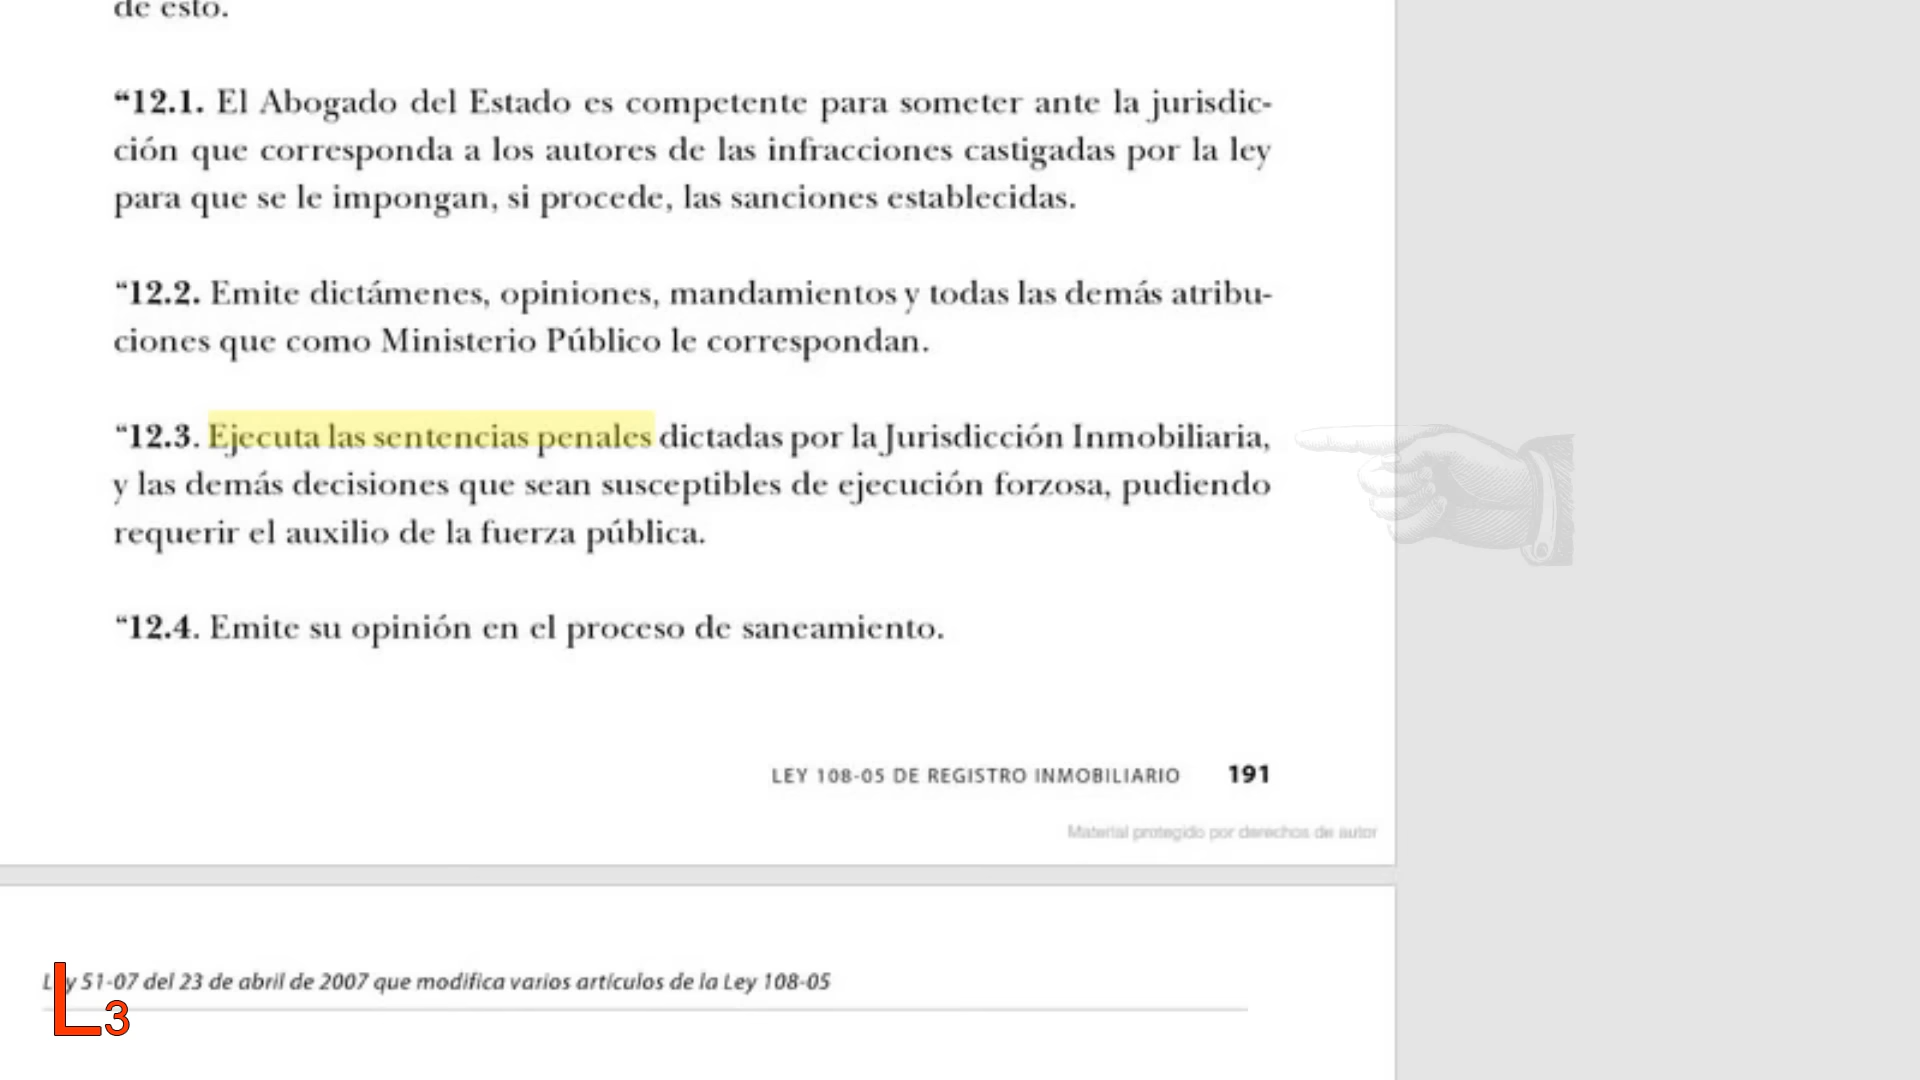 de esto.
“12.1. El Abogado del Estado es competente para someter ante la jurisdic-
ción que corresponda a los autores de las infracciones castigadas por la ley
para que se le impongan, si procede, las sanciones establecidas.
“12.2. Emite dictámenes, opiniones, mandamientos y todas las demás atribu-
ciones que como Ministerio Público le correspondan.
“12.3. Ejecuta las sentencias penales dictadas por la Jurisdicción Inmobiliaria,
y las demás decisiones que sean susceptibles de ejecución forzosa, pudiendo
requerir el auxilio de la fuerza pública.
“12.4. Emite su opinión en el proceso de saneamiento.
LEY 108-05 DE REGISTRO INMOBILIARIO 191
Material protegido por derechos de autor
Ley 51-07 del 23 de abril de 2007 que modifica varios artículos de la Ley 108-05
L3